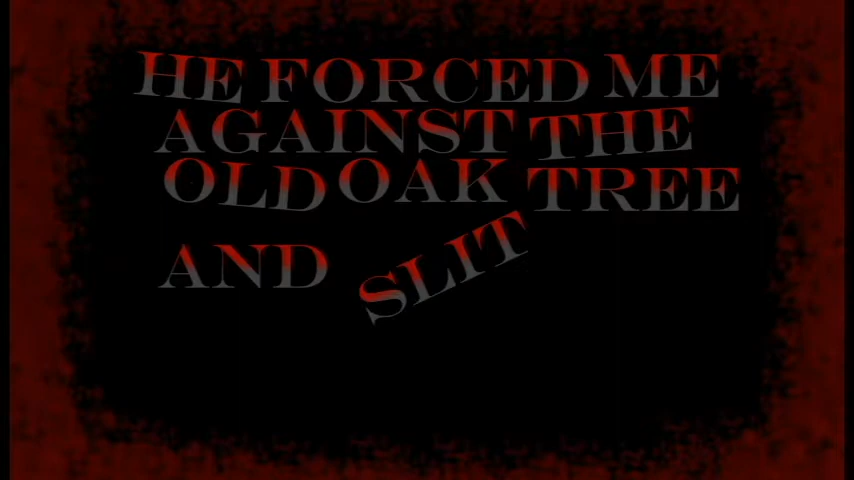 HE FORCED ME
AGAINST THE
OLD OAK TREE
AND SLIT